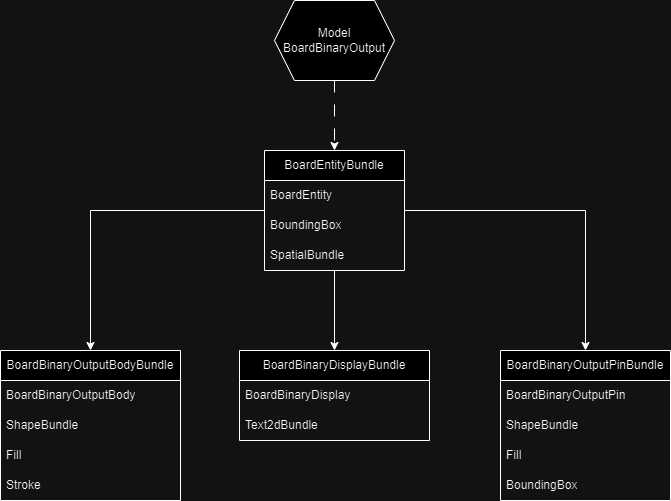 Model
BoardBinaryOutput
BoardEntityBundle
BoardEntity
BoundingBox
SpatialBundle
BoardBinaryOutputBodyBundle
BoardBinaryOutputBody
ShapeBundle
Fill
Stroke
BoardBinaryDisplayBundle
BoardBinaryDisplay
Text2dBundle
BoardBinaryOutputPinBundle
BoardBinaryOutputPin
ShapeBundle
Fill
BoundingBox